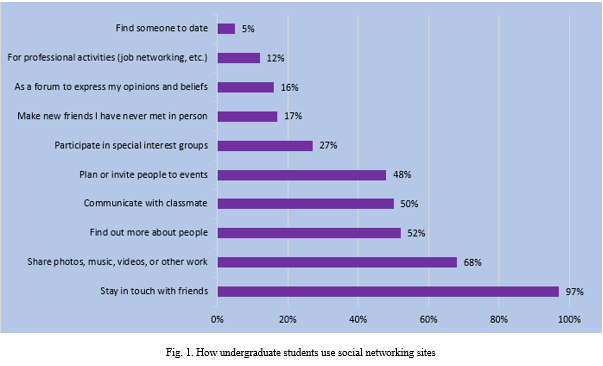 Find someone to date 5%
For professional activities (job networking, etc.) 12%
As a forum to express my opinions and beliefs 16%
Make new friends I have never met in person 17%
Participate in special interest groups 27%
Plan or invite people to events 48%
Communicate with classmate 50%
Find out more about people 52%
Share photos, music, videos, or other work 68%
Stay in touch with friends 97%
0% 20% 40% 60% 80% 100%
Fig. 1. How undergraduate students use social networking sites